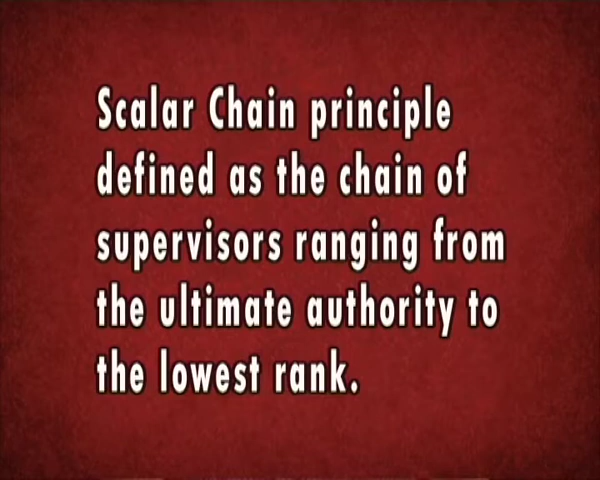 Scalar Chain principle
defined as the chain of
supervisors ranging from
the ultimate authority to
the lowest rank.